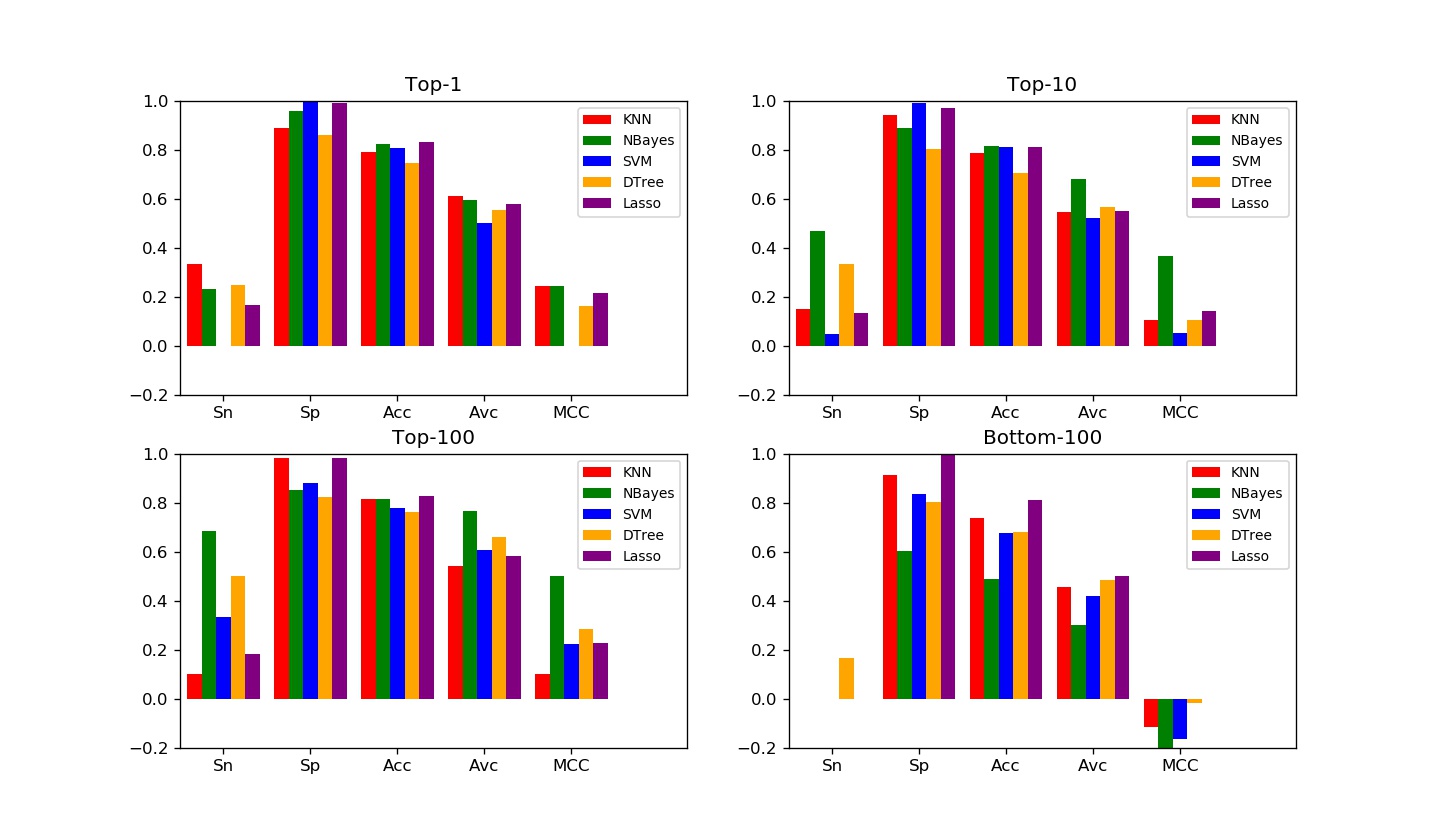 Top-1
1.0
0.8
0.6
0.4
0.2
0.0
−0.2
Sn Sp Acc Avc MCC
KNN
NBayes
SVM
DTree
Lasso
Top-10
1.0
0.8
0.6
0.4
0.2
0.0
−0.2
Sn Sp Acc Avc MCC
KNN
NBayes
SVM
DTree
Lasso
Top-100
1.0
0.8
0.6
0.4
0.2
0.0
−0.2
Sn Sp Acc Avc MCC
KNN
NBayes
SVM
DTree
Lasso
Bottom-100
1.0
0.8
0.6
0.4
0.2
0.0
−0.2
Sn Sp Acc Avc MCC
KNN
NBayes
SVM
DTree
Lasso